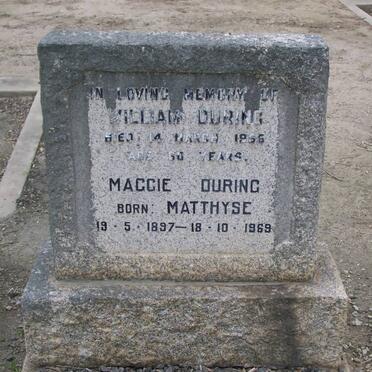 IN LOVING MEMORY OF
WILLIAM DURING
DIED 14 MARCH 1956
AGE 60 YEARS.
MAGGIE DURING
BORN: MATTHYSE
19·5·1897—18·10·1969